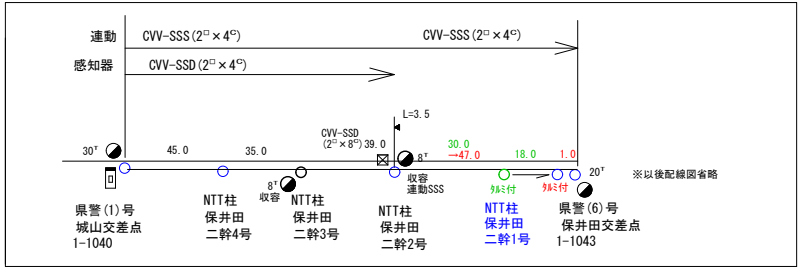 連動 CVV-SSS(2□×4C) CVV-SSS(2□×4C)
感知器 CVV-SSD(2□×4C)
L=3.5
CVV-SSD
(2□×8C)
30T 45.0 35.0 39.0 8T 30.0 18.0 1.0
→47.0
8T
収容
収容
連動SSS
タルミ付 タルミ付 20T
※以後配線図省略
県警(1)号
城山交差点
1-1040
NTT柱
保井田
二幹4号
NTT柱
保井田
二幹3号
NTT柱
保井田
二幹2号
NTT柱
保井田
二幹1号
県警(6)号
保井田交差点
1-1043